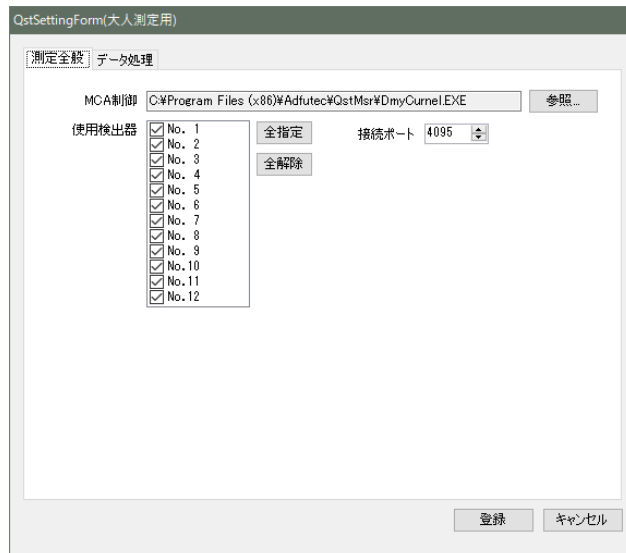 QstSettingForm(大人測定用)
測定全般 データ処理
MCA制御 C:¥Program Files (x86)¥Adfutec¥QstMsr¥DmyCurnel.EXE 参照...
使用検出器 No. 1 全指定 接続ポート 4095
No. 2
No. 3 全解除
No. 4
No. 5
No. 6
No. 7
No. 8
No. 9
No.10
No.11
No.12
登録 キャンセル